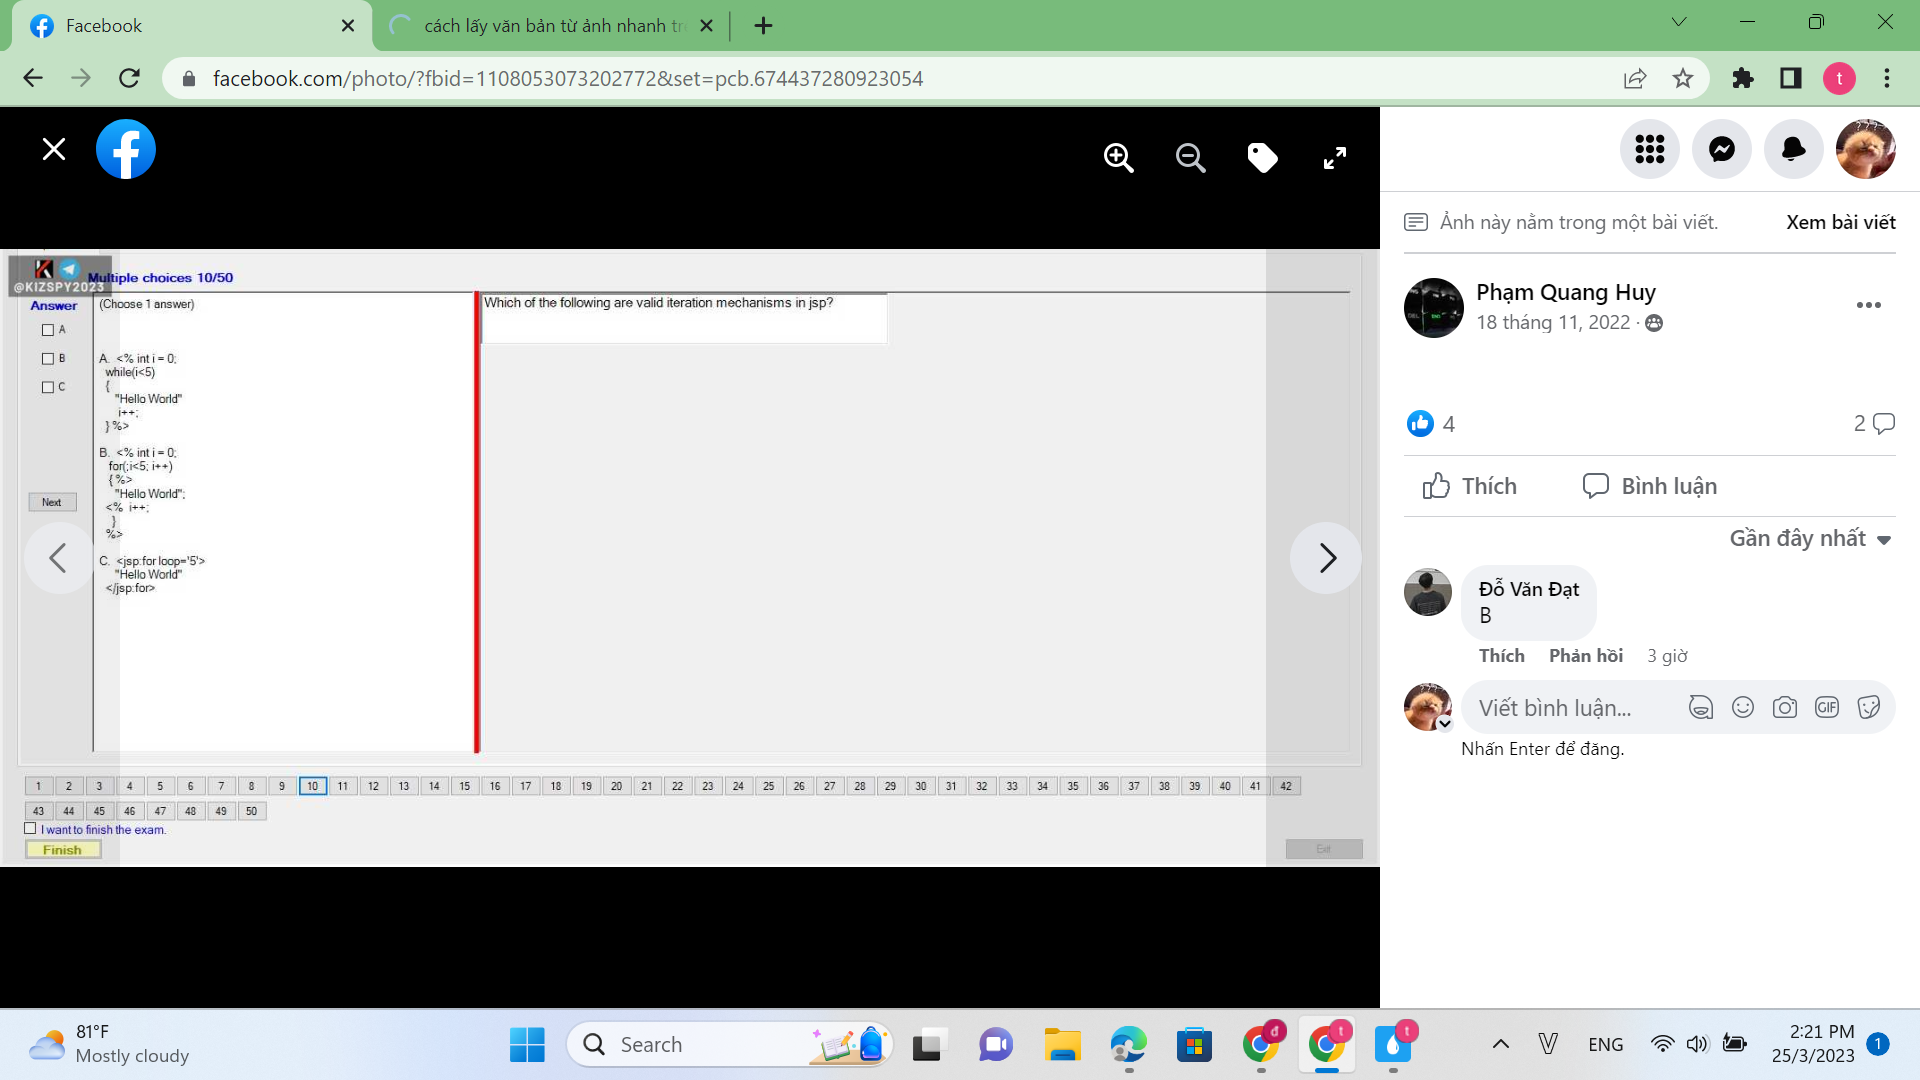 Facebook
cách lấy văn bản từ ảnh nhanh trê
facebook.com/photo/?fbid=1108053073202772&set=pcb.674437280923054
t
@KIZSPY2023
Multiple choices 10/50
Answer
A
B
C
Next
(Choose 1 answer)
A. <% int i = 0;
while(i<5)
{
"Hello World"
i++;
} %>
B. <% int i = 0;
for(;i<5; i++)
{ %>
"Hello World";
<% i++;
}
%>
C. <jsp:for loop='5'>
"Hello World"
</jsp:for>
Which of the following are valid iteration mechanisms in jsp?
1 2 3 4 5 6 7 8 9 10 11 12 13 14 15 16 17 18 19 20 21 22 23 24 25 26 27 28 29 30 31 32 33 34 35 36 37 38 39 40 41 42
43 44 45 46 47 48 49 50
I want to finish the exam.
Finish
Exit
Ảnh này nằm trong một bài viết.
Xem bài viết
Phạm Quang Huy
18 tháng 11, 2022 ·
4
2
Thích
Bình luận
Gần đây nhất
Đỗ Văn Đạt
B
Thích Phản hồi 3 giờ
Viết bình luận...
GIF
Nhấn Enter để đăng.
81°F
Mostly cloudy
Search
đ
t
t
ENG
2:21 PM
25/3/2023
1